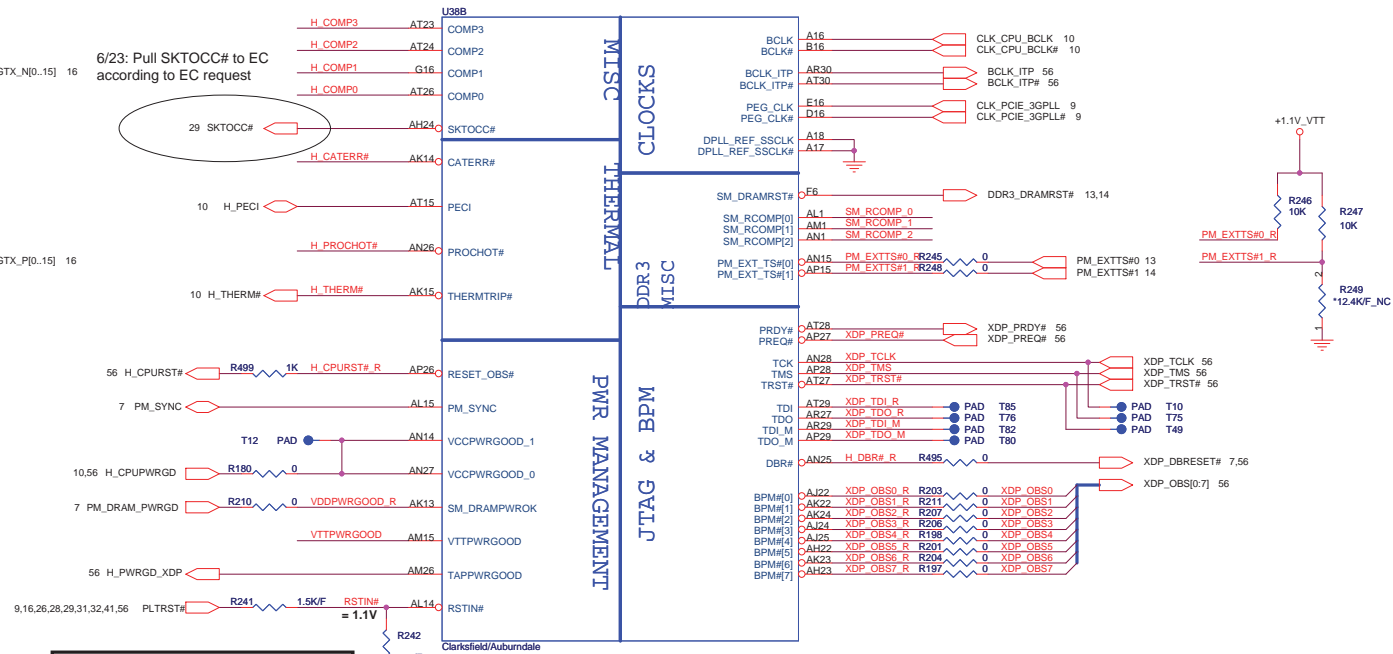 U38B
GTX_N[0..15] 16
6/23: Pull SKTOCC# to EC
according to EC request
GTX_P[0..15] 16
H_COMP3 AT23 COMP3
H_COMP2 AT24 COMP2
H_COMP1 G16 COMP1
H_COMP0 AT26 COMP0
29 SKTOCC# AH24 SKTOCC#
H_CATERR# AK14 CATERR#
10 H_PECI AT15 PECI
H_PROCHOT# AN26 PROCHOT#
10 H_THERM# H_THERM# AK15 THERMTRIP#
56 H_CPURST# R499 1K H_CPURST#_R AP26 RESET_OBS#
7 PM_SYNC AL15 PM_SYNC
T12 PAD AN14 VCCPWRGOOD_1
10,56 H_CPUPWRGD R180 0 AN27 VCCPWRGOOD_0
7 PM_DRAM_PWRGD R210 0 VDDPWRGOOD_R AK13 SM_DRAMPWROK
VTTPWRGOOD AM15 VTTPWRGOOD
56 H_PWRGD_XDP AM26 TAPPWRGOOD
9,16,26,28,29,31,32,41,56 PLTRST# R241 1.5K/F RSTIN# AL14 RSTIN#
= 1.1V
R242
Clarksfield/Auburndale
MISC
THERMAL
PWR MANAGEMENT
CLOCKS
DDR3
MISC
JTAG & BPM
BCLK A16 CLK_CPU_BCLK 10
BCLK# B16 CLK_CPU_BCLK# 10
BCLK_ITP AR30 BCLK_ITP 56
BCLK_ITP# AT30 BCLK_ITP# 56
PEG_CLK E16 CLK_PCIE_3GPLL 9
PEG_CLK# D16 CLK_PCIE_3GPLL# 9
DPLL_REF_SSCLK A18
DPLL_REF_SSCLK# A17
SM_DRAMRST# F6 DDR3_DRAMRST# 13,14
SM_RCOMP[0] AL1 SM_RCOMP_0
SM_RCOMP[1] AM1 SM_RCOMP_1
SM_RCOMP[2] AN1 SM_RCOMP_2
PM_EXT_TS#[0] AN15 PM_EXTTS#0_R R245 0 PM_EXTTS#0 13
PM_EXT_TS#[1] AP15 PM_EXTTS#1_R R248 0 PM_EXTTS#1 14
PRDY# AT28 XDP_PRDY# 56
PREQ# AP27 XDP_PREQ# XDP_PREQ# 56
TCK AN28 XDP_TCLK XDP_TCLK 56
TMS AP28 XDP_TMS XDP_TMS 56
TRST# AT27 XDP_TRST# XDP_TRST# 56
TDI AT29 XDP_TDI_R PAD T85 PAD T10
TDO AR27 XDP_TDO_R PAD T76 PAD T75
TDI_M AR29 XDP_TDI_M PAD T82 PAD T49
TDO_M AP29 XDP_TDO_M PAD T80
DBR# AN25 H_DBR#_R R495 0 XDP_DBRESET# 7,56
XDP_OBS[0:7] 56
BPM#[0] AJ22 XDP_OBS0_R R203 0 XDP_OBS0
BPM#[1] AK22 XDP_OBS1_R R211 0 XDP_OBS1
BPM#[2] AK24 XDP_OBS2_R R207 0 XDP_OBS2
BPM#[3] AJ24 XDP_OBS3_R R206 0 XDP_OBS3
BPM#[4] AJ25 XDP_OBS4_R R198 0 XDP_OBS4
BPM#[5] AH22 XDP_OBS5_R R201 0 XDP_OBS5
BPM#[6] AK23 XDP_OBS6_R R204 0 XDP_OBS6
BPM#[7] AH23 XDP_OBS7_R R197 0 XDP_OBS7
+1.1V_VTT
R246
10K
R247
10K
PM_EXTTS#0_R
PM_EXTTS#1_R
2
R249
*12.4K/F_NC
1